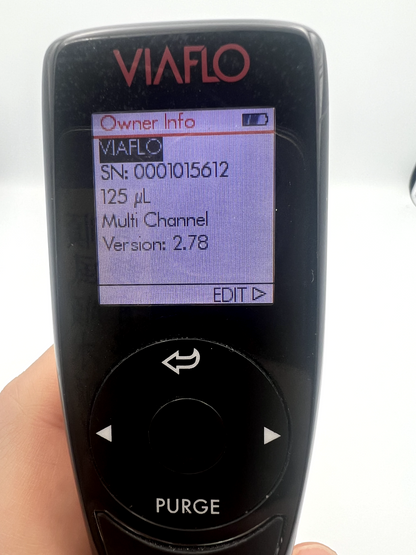 VIAFLO
Owner Info
VIAFLO
SN: 0001015612
125 µL
Multi Channel
Version: 2.78
EDIT
PURGE